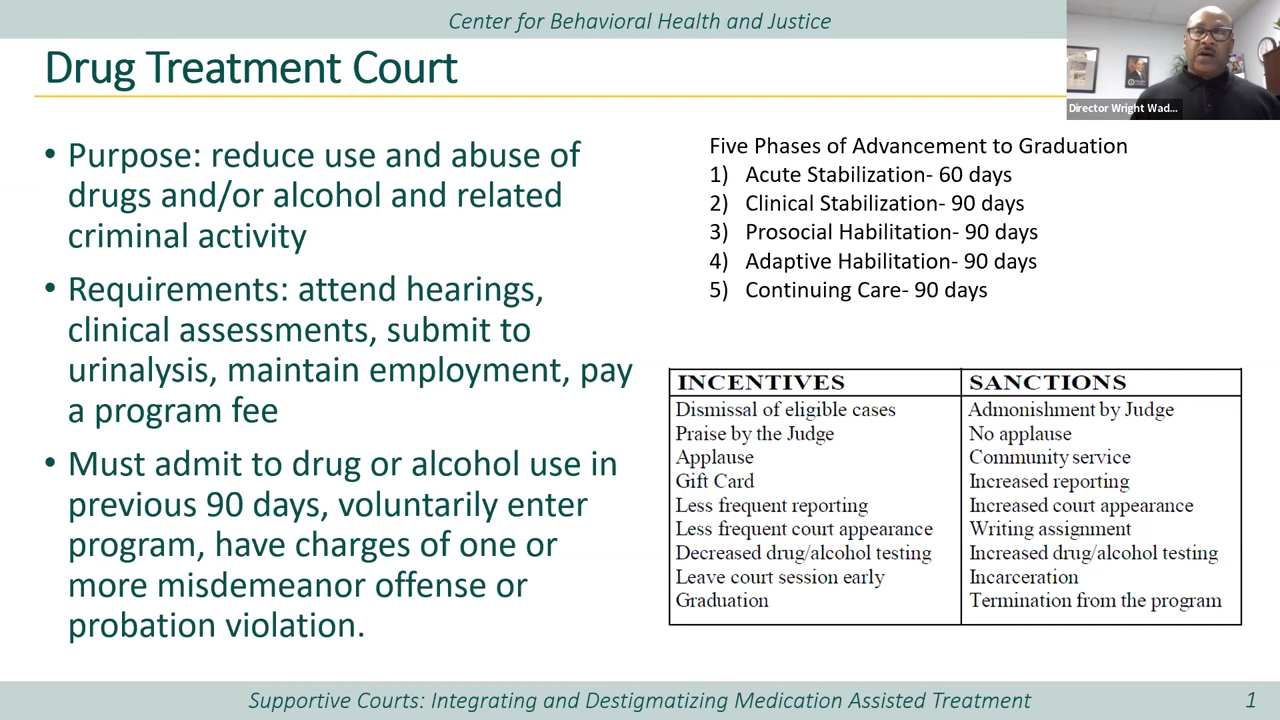 Center for Behavioral Health and Justice
Drug Treatment Court
Director Wright Wad...
• Purpose: reduce use and abuse of
drugs and/or alcohol and related
criminal activity
• Requirements: attend hearings,
clinical assessments, submit to
urinalysis, maintain employment, pay
a program fee
• Must admit to drug or alcohol use in
previous 90 days, voluntarily enter
program, have charges of one or
more misdemeanor offense or
probation violation.
Five Phases of Advancement to Graduation
1) Acute Stabilization- 60 days
2) Clinical Stabilization- 90 days
3) Prosocial Habilitation- 90 days
4) Adaptive Habilitation- 90 days
5) Continuing Care- 90 days
INCENTIVES
Dismissal of eligible cases
Praise by the Judge
Applause
Gift Card
Less frequent reporting
Less frequent court appearance
Decreased drug/alcohol testing
Leave court session early
Graduation
SANCTIONS
Admonishment by Judge
No applause
Community service
Increased reporting
Increased court appearance
Writing assignment
Increased drug/alcohol testing
Incarceration
Termination from the program
Supportive Courts: Integrating and Destigmatizing Medication Assisted Treatment
1